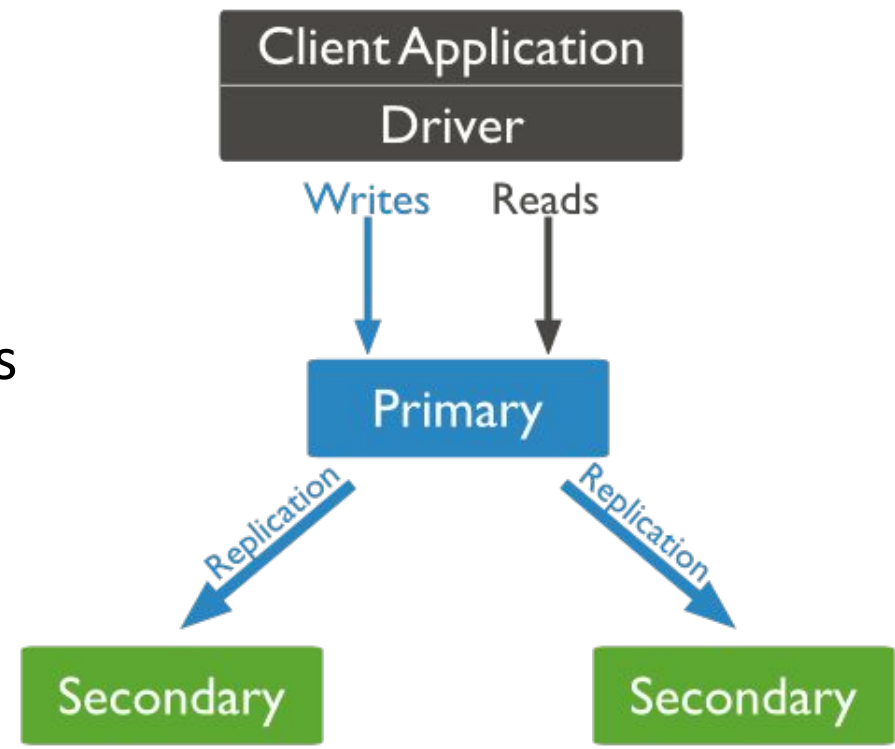 Client Application
Driver
Writes Reads
s
Primary
Replication Replication
Secondary Secondary